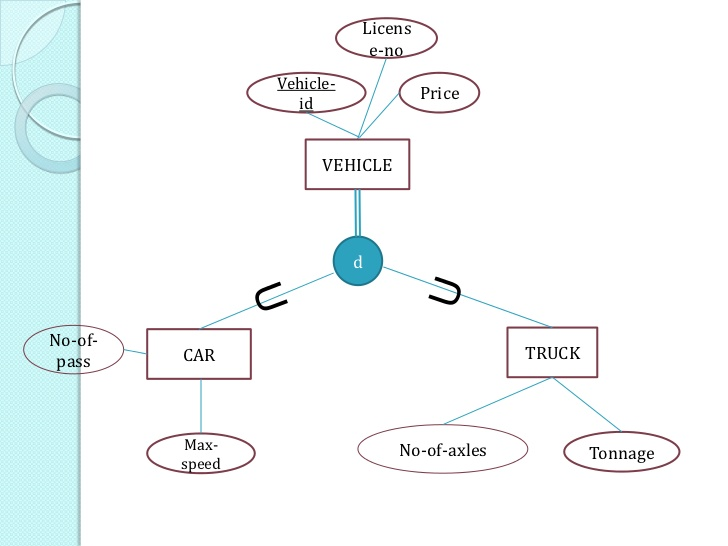 Licens
e-no
Vehicle-
id
Price
VEHICLE
d
No-of-
pass
CAR
TRUCK
Max-
speed
No-of-axles
Tonnage